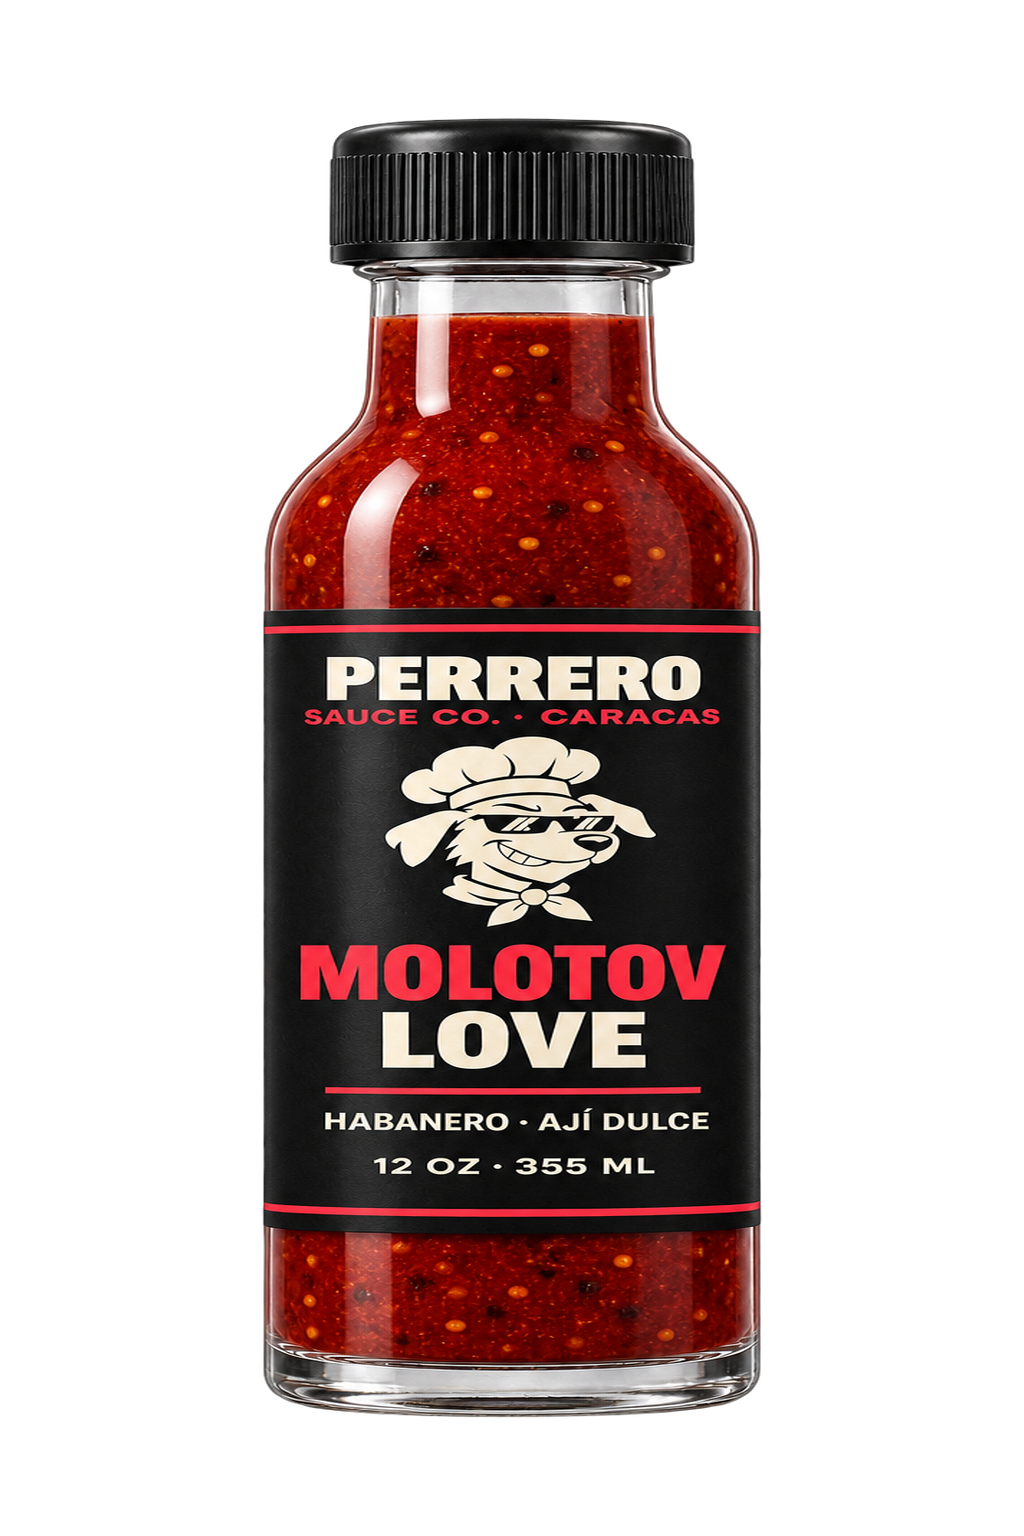 PERRERO
SAUCE CO. · CARACAS
MOLOTOV
LOVE
HABANERO · AJÍ DULCE
12 OZ · 355 ML